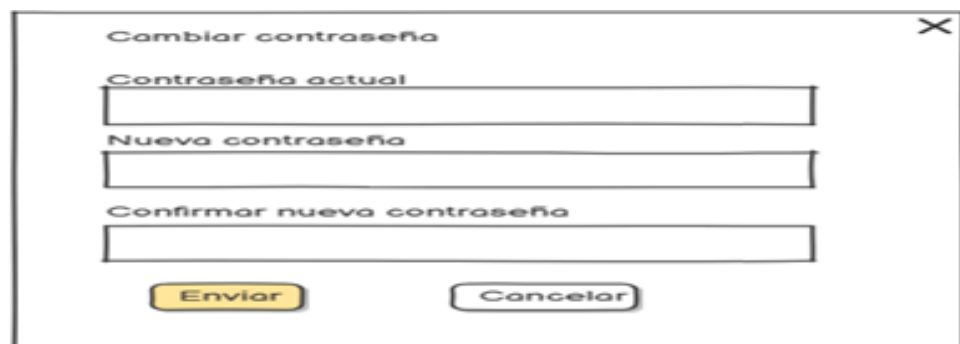 Cambiar contraseña
Contraseña actual
Nueva contraseña
Confirmar nueva contraseña
Enviar Cancelar